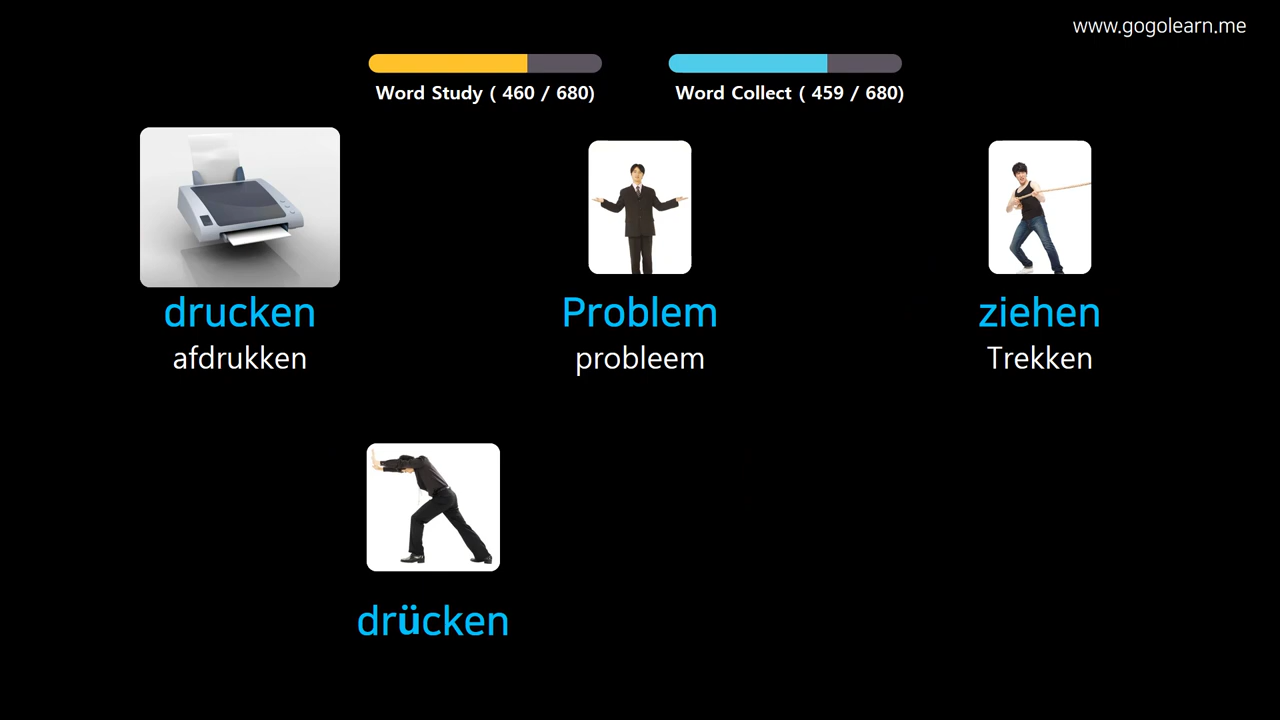 www.gogolearn.me
Word Study ( 460 / 680)
Word Collect ( 459 / 680)
drucken
afdrukken
Problem
probleem
ziehen
Trekken
drücken